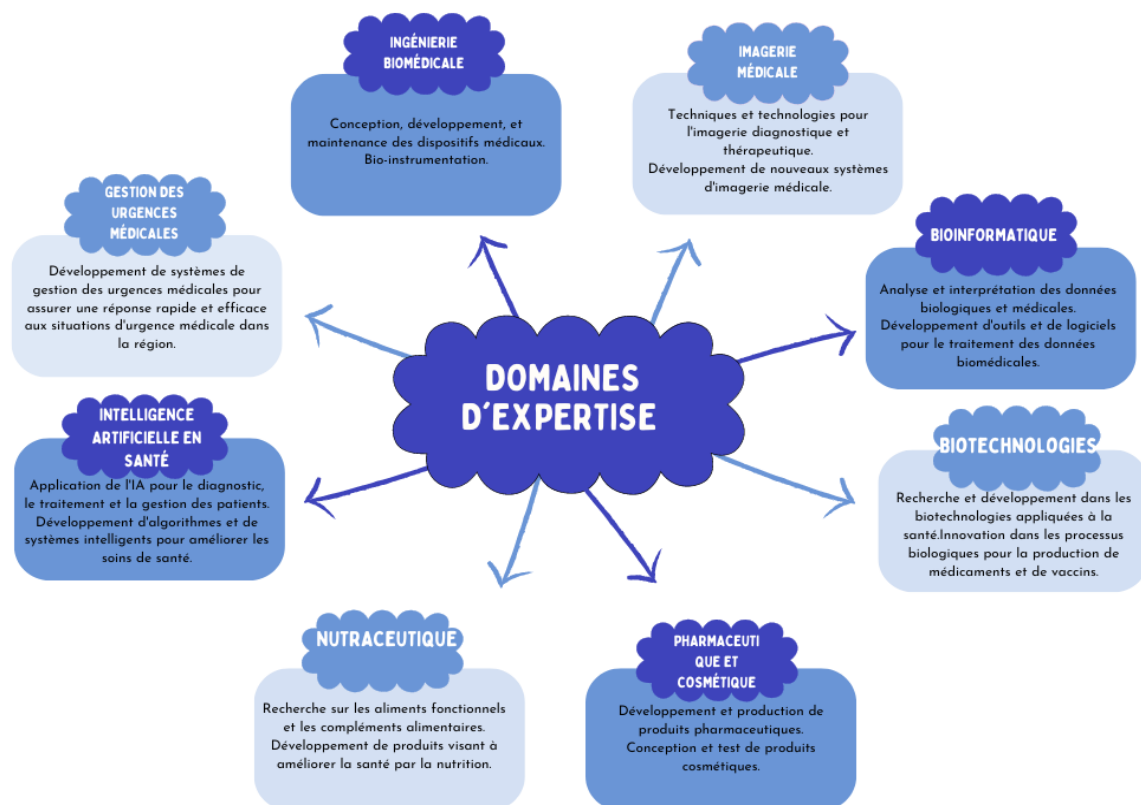 INGÉNIERIE
BIOMÉDICALE
Conception, développement, et
maintenance des dispositifs médicaux.
Bio-instrumentation.
IMAGERIE
MÉDICALE
Techniques et technologies pour
l'imagerie diagnostique et
thérapeutique.
Développement de nouveaux systèmes
d'imagerie médicale.
GESTION DES
URGENCES
MÉDICALES
Développement de systèmes de
gestion des urgences médicales pour
assurer une réponse rapide et efficace
aux situations d'urgence médicale dans
la région.
BIOINFORMATIQUE
Analyse et interprétation des données
biologiques et médicales.
Développement d'outils et de logiciels
pour le traitement des données
biomédicales.
DOMAINES
D'EXPERTISE
INTELLIGENCE
ARTIFICIELLE EN
SANTÉ
Application de l'IA pour le diagnostic,
le traitement et la gestion des patients.
Développement d'algorithmes et de
systèmes intelligents pour améliorer les
soins de santé.
BIOTECHNOLOGIES
Recherche et développement dans les
biotechnologies appliquées à la
santé.Innovation dans les processus
biologiques pour la production de
médicaments et de vaccins.
NUTRACEUTIQUE
Recherche sur les aliments fonctionnels
et les compléments alimentaires.
Développement de produits visant à
améliorer la santé par la nutrition.
PHARMACEUTI
QUE ET
COSMÉTIQUE
Développement et production de
produits pharmaceutiques.
Conception et test de produits
cosmétiques.